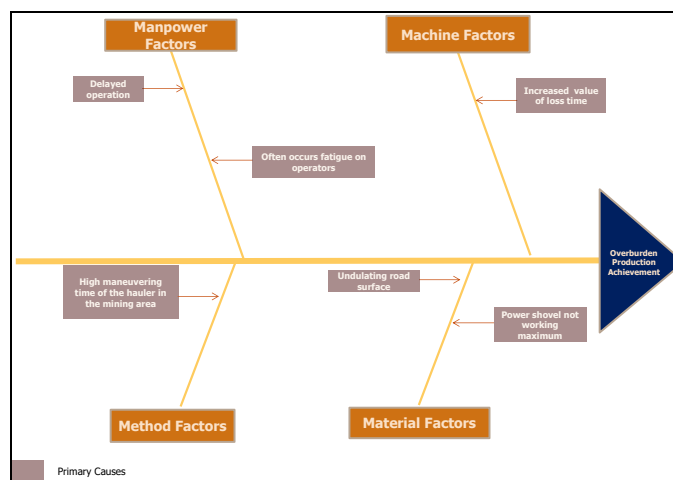 Manpower
Factors
Machine Factors
Delayed
operation
Increased value
of loss time
Often occurs fatigue on
operators
Overburden
Production
Achievement
High maneuvering
time of the hauler in
the mining area
Undulating road
surface
Power shovel not
working
maximum
Method Factors
Material Factors
Primary Causes